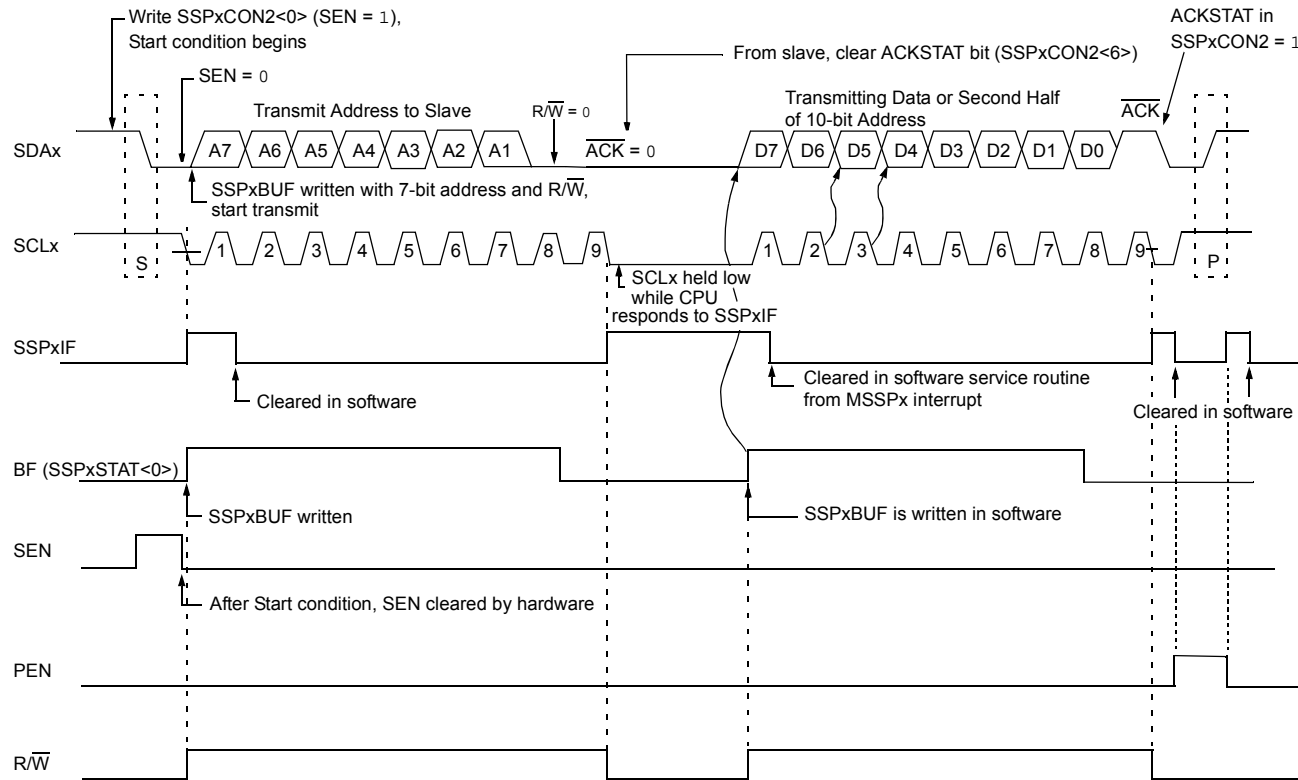 Write SSPxCON2<0> (SEN = 1),
Start condition begins
ACKSTAT in
SSPxCON2 = 1
From slave, clear ACKSTAT bit (SSPxCON2<6>)
SEN = 0
Transmit Address to Slave
R/W̅ = 0
Transmitting Data or Second Half
of 10-bit Address
A̅C̅K̅
SDAx
A7 A6 A5 A4 A3 A2 A1
A̅C̅K̅ = 0
D7 D6 D5 D4 D3 D2 D1 D0
SSPxBUF written with 7-bit address and R/W̅,
start transmit
SCLx
S
1 2 3 4 5 6 7 8 9
1 2 3 4 5 6 7 8 9
P
SCLx held low
while CPU
responds to SSPxIF
SSPxIF
Cleared in software
Cleared in software service routine
from MSSPx interrupt
Cleared in software
BF (SSPxSTAT<0>)
SSPxBUF written
SSPxBUF is written in software
SEN
After Start condition, SEN cleared by hardware
PEN
R/W̅